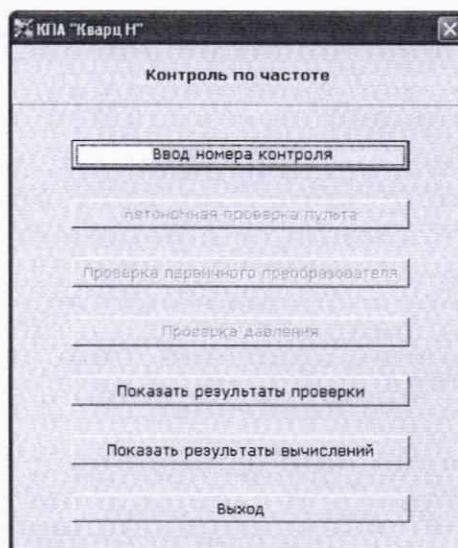 КПА "Кварц Н"
Контроль по частоте
Ввод номера контроля
Автономная проверка пульта
Проверка первичного преобразователя
Проверка давления
Показать результаты проверки
Показать результаты вычислений
Выход